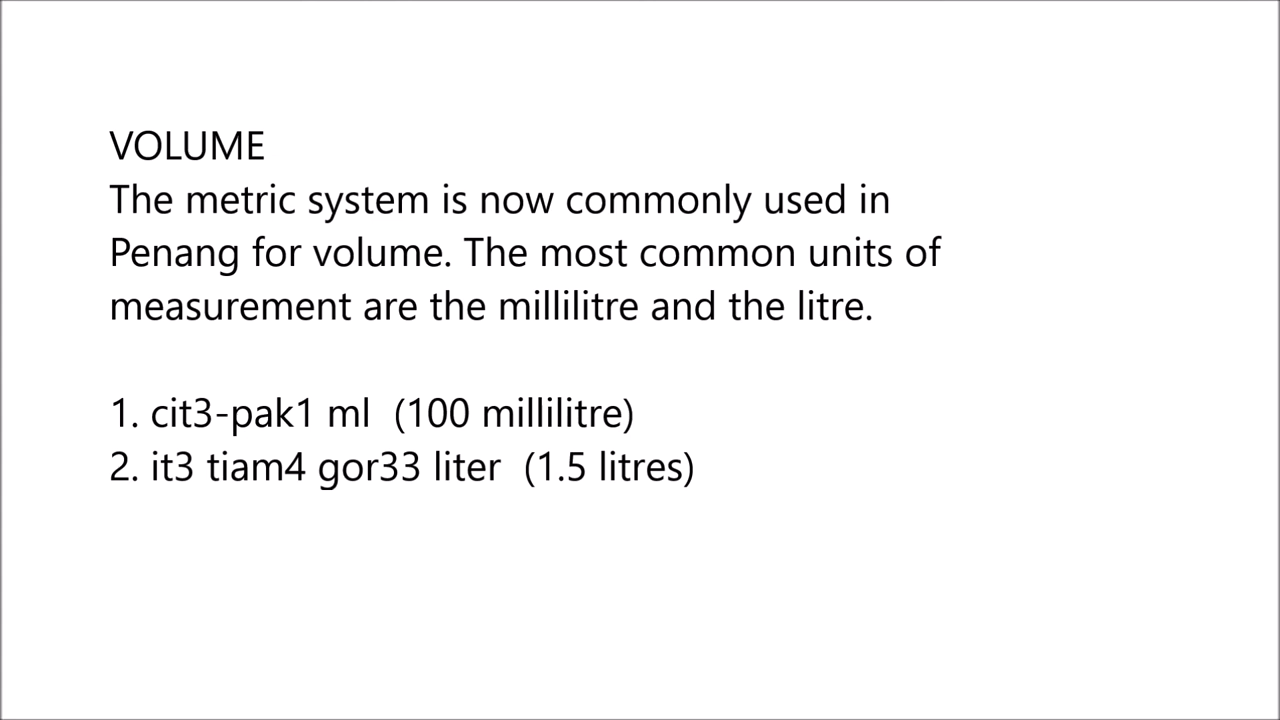 VOLUME
The metric system is now commonly used in
Penang for volume. The most common units of
measurement are the millilitre and the litre.
1. cit3-pak1 ml  (100 millilitre)
2. it3 tiam4 gor33 liter  (1.5 litres)